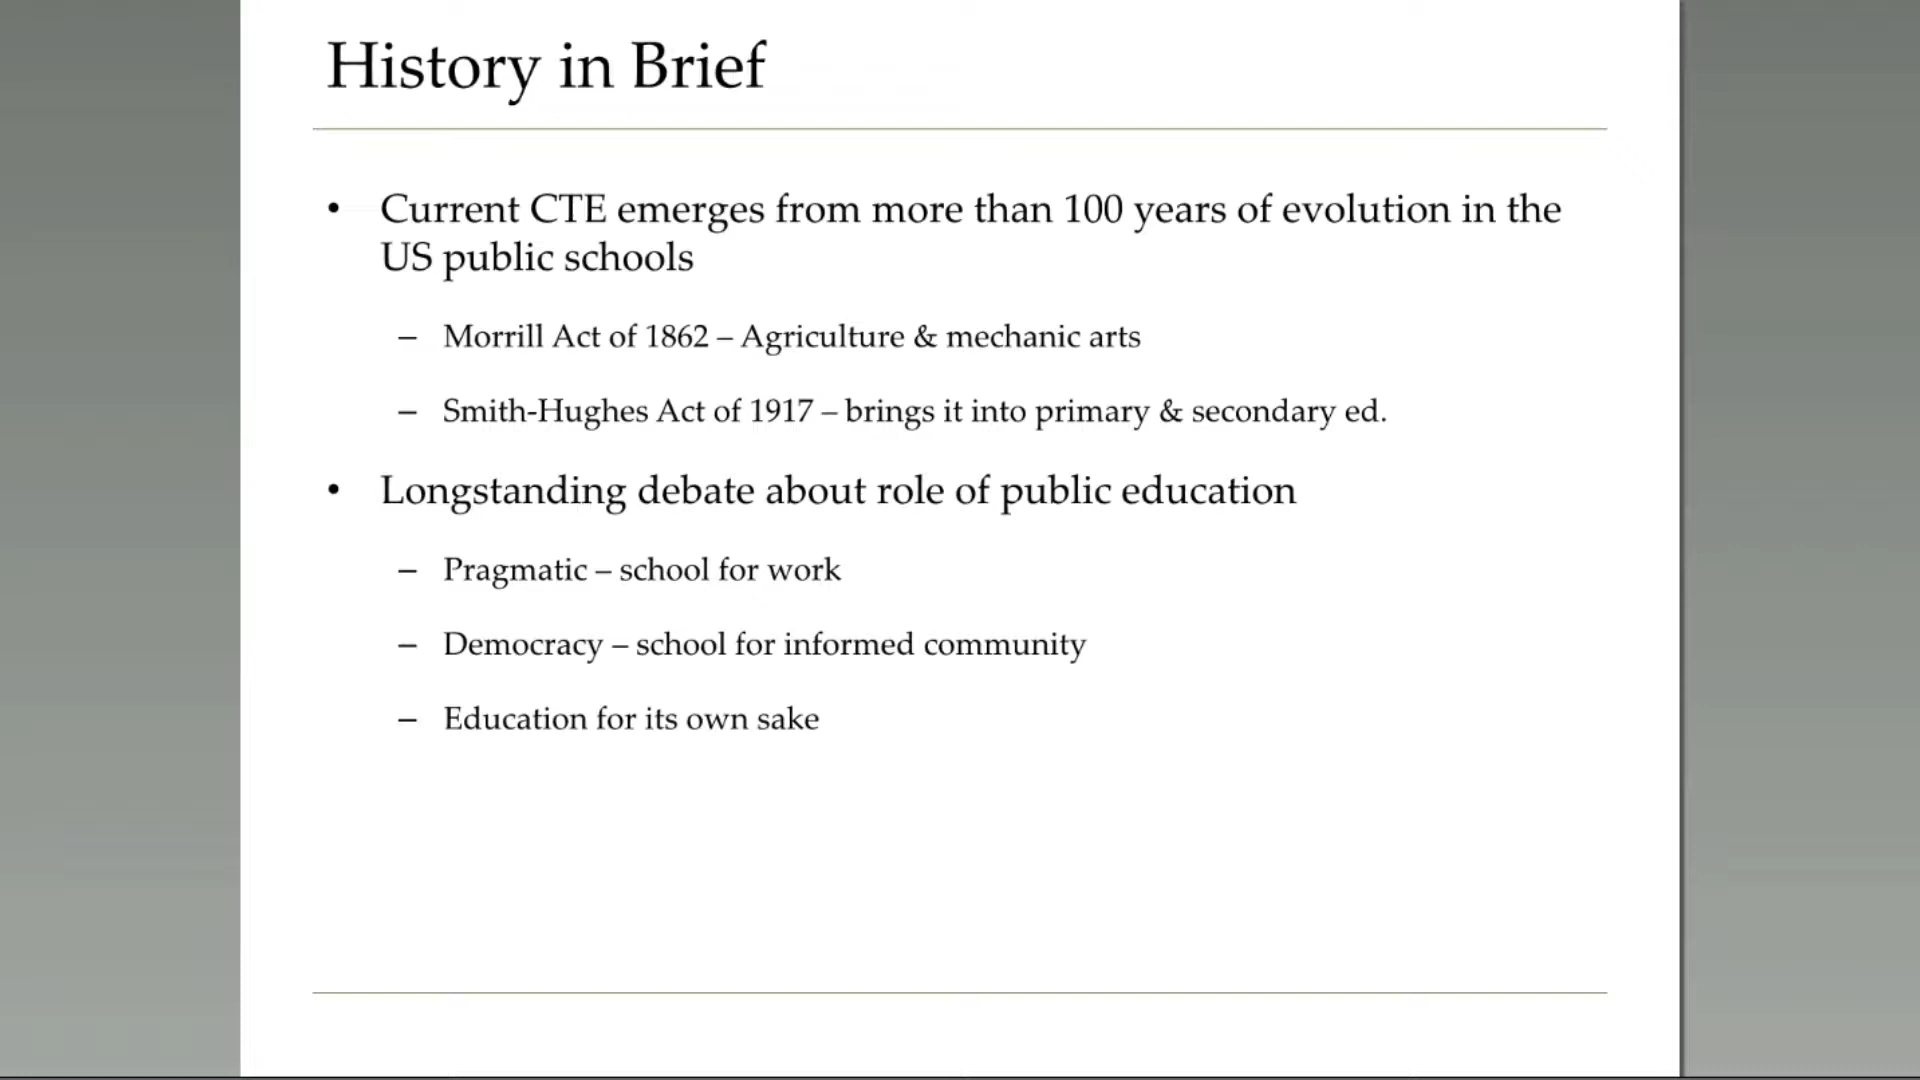 History in Brief
• Current CTE emerges from more than 100 years of evolution in the
US public schools
– Morrill Act of 1862 – Agriculture & mechanic arts
– Smith-Hughes Act of 1917 – brings it into primary & secondary ed.
• Longstanding debate about role of public education
– Pragmatic – school for work
– Democracy – school for informed community
– Education for its own sake